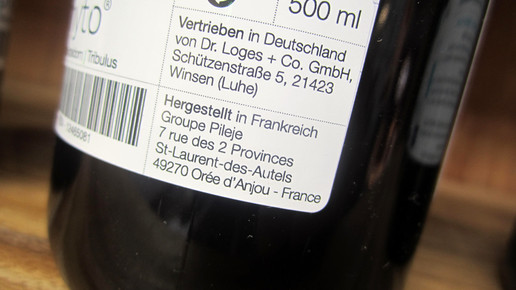 500 ml
Vertrieben in Deutschland
von Dr. Loges + Co. GmbH,
Schützenstraße 5, 21423
Winsen (Luhe)
Tribulus
Hergestellt in Frankreich
Groupe Pileje
7 rue des 2 Provinces
St-Laurent-des-Autels
49270 Orée d'Anjou - France